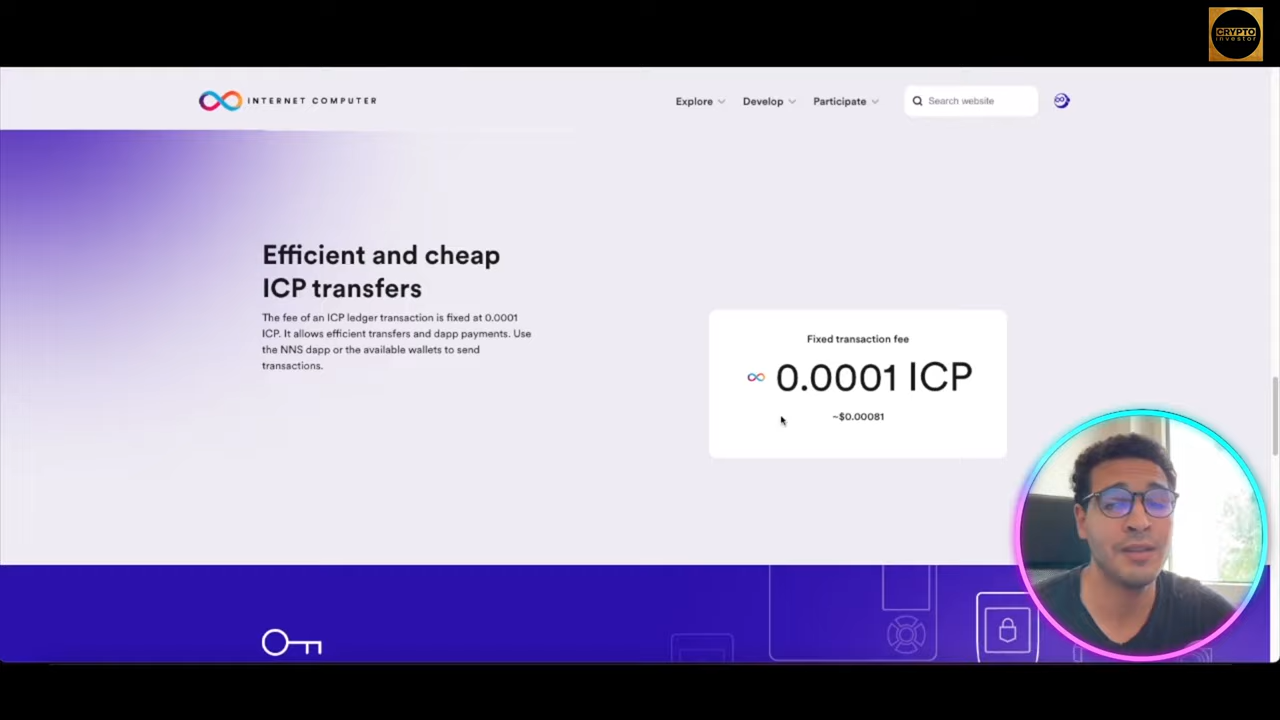 CRYPTO
investor
INTERNET COMPUTER
Explore
Develop
Participate
Search website
Efficient and cheap
ICP transfers
The fee of an ICP ledger transaction is fixed at 0.0001
ICP. It allows efficient transfers and dapp payments. Use
the NNS dapp or the available wallets to send
transactions.
Fixed transaction fee
0.0001 ICP
~$0.00081